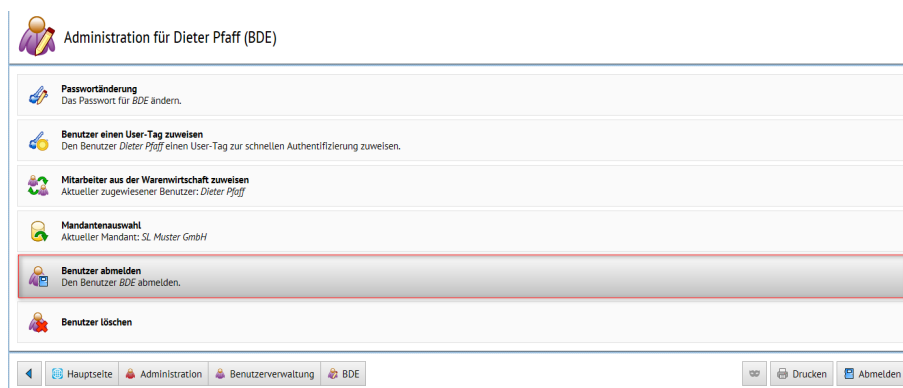 Administration für Dieter Pfaff (BDE)
Passwortänderung
Das Passwort für BDE ändern.
Benutzer einen User-Tag zuweisen
Den Benutzer Dieter Pfaff einen User-Tag zur schnellen Authentifizierung zuweisen.
Mitarbeiter aus der Warenwirtschaft zuweisen
Aktueller zugewiesener Benutzer: Dieter Pfaff
Mandantenauswahl
Aktueller Mandant: SL Muster GmbH
Benutzer abmelden
Den Benutzer BDE abmelden.
Benutzer löschen
Hauptseite Administration Benutzerverwaltung BDE Drucken Abmelden